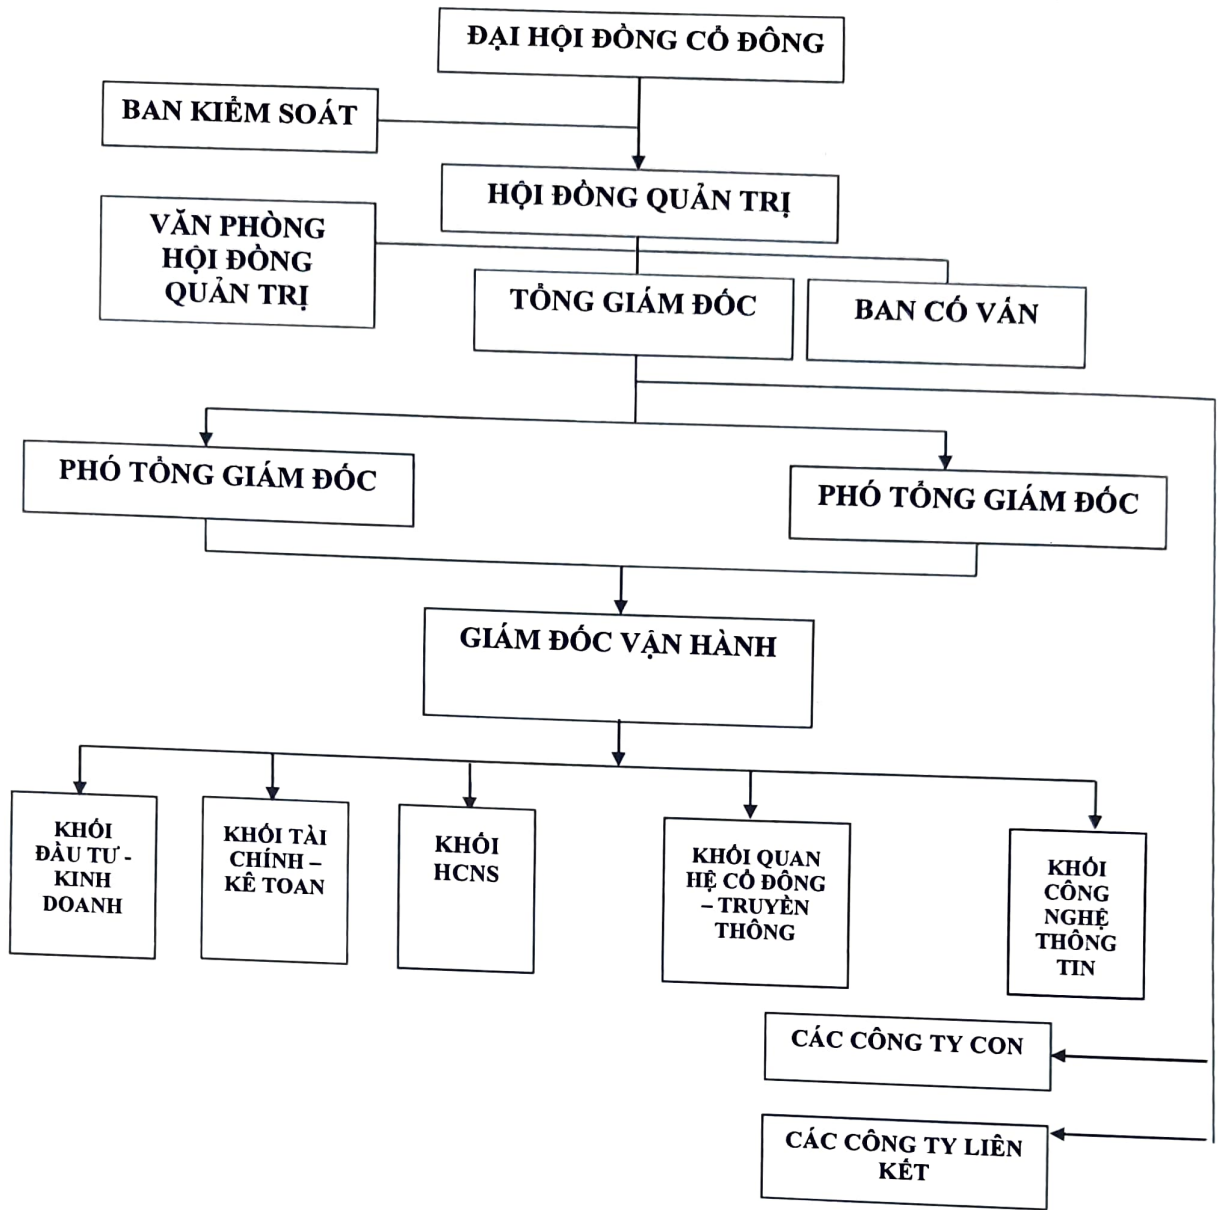 ĐẠI HỘI ĐỒNG CỔ ĐÔNG
BAN KIỂM SOÁT
HỘI ĐỒNG QUẢN TRỊ
VĂN PHÒNG
HỘI ĐỒNG
QUẢN TRỊ
TỔNG GIÁM ĐỐC
BAN CỐ VẤN
PHÓ TỔNG GIÁM ĐỐC
PHÓ TỔNG GIÁM ĐỐC
GIÁM ĐỐC VẬN HÀNH
KHỐI
ĐẦU TƯ -
KINH
DOANH
KHỐI TÀI
CHÍNH –
KÊ TOAN
KHỐI
HCNS
KHỐI QUAN
HỆ CỔ ĐÔNG
– TRUYỀN
THÔNG
KHỐI
CÔNG
NGHỆ
THÔNG
TIN
CÁC CÔNG TY CON
CÁC CÔNG TY LIÊN
KẾT